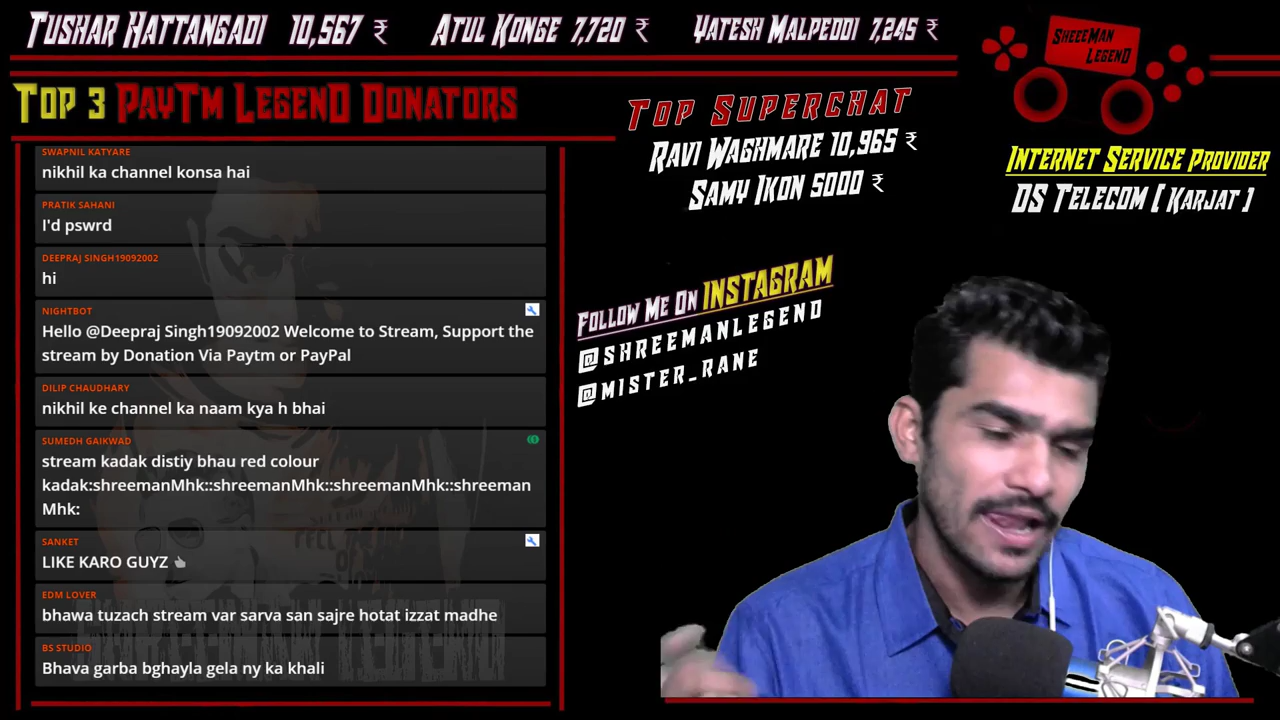 TUSHAR HATTANGADI 10,567 ₹ ATUL KONGE 7,720 ₹ YATESH MALPEDDI 7,245 ₹
SHREEMAN
LEGEND
TOP 3 PAYTM LEGEND DONATORS
TOP SUPERCHAT
RAVI WAGHMARE 10,965 ₹
SAMY IKON 5000 ₹
INTERNET SERVICE PROVIDER
DS TELECOM [ KARJAT ]
FOLLOW ME ON INSTAGRAM
@SHREEMANLEGEND
@MISTER_RANE
SWAPNIL KATYARE
nikhil ka channel konsa hai
PRATIK SAHANI
I'd pswrd
DEEPRAJ SINGH19092002
hi
NIGHTBOT
Hello @Deepraj Singh19092002 Welcome to Stream, Support the
stream by Donation Via Paytm or PayPal
DILIP CHAUDHARY
nikhil ke channel ka naam kya h bhai
SUMEDH GAIKWAD
stream kadak distiy bhau red colour
kadak:shreemanMhk::shreemanMhk::shreemanMhk::shreeman
Mhk:
SANKET
LIKE KARO GUYZ
EDM LOVER
bhawa tuzach stream var sarva san sajre hotat izzat madhe
BS STUDIO
Bhava garba bghayla gela ny ka khali